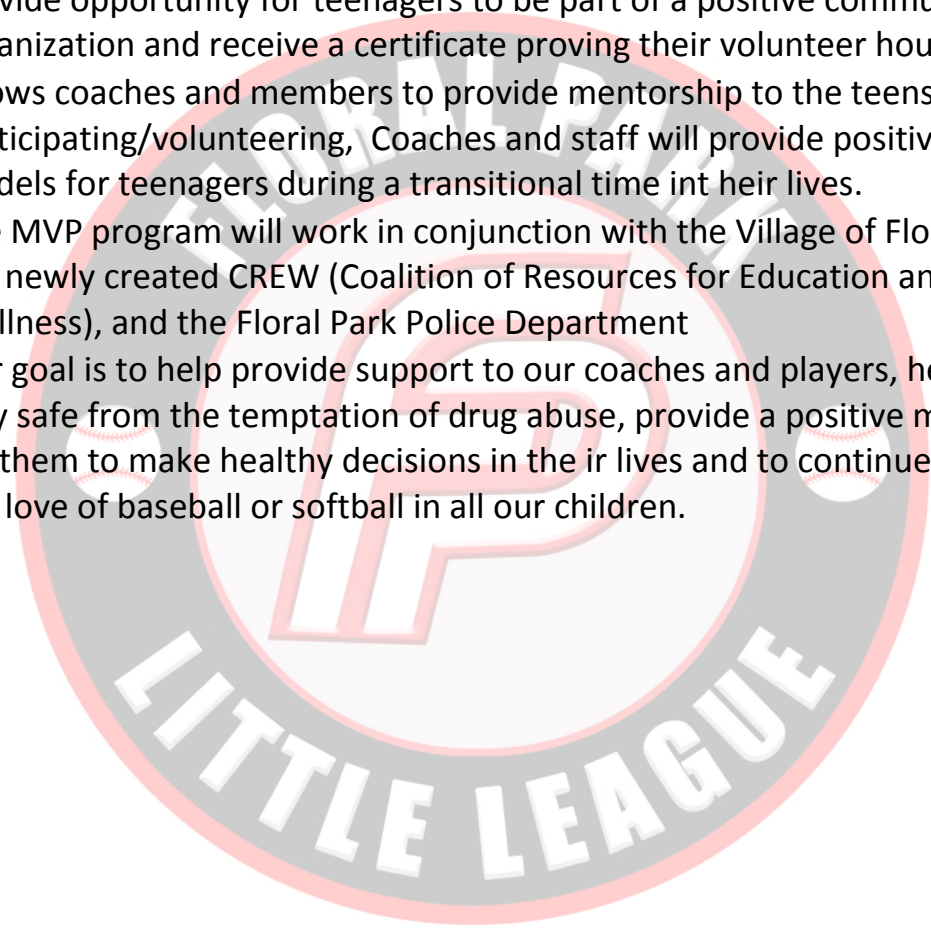 vide opportunity for teenagers to be part of a positive commu
anization and receive a certificate proving their volunteer hou
ows coaches and members to provide mentorship to the teens
ticipating/volunteering, Coaches and staff will provide positiv
dels for teenagers during a transitional time int heir lives.
e MVP program will work in conjunction with the Village of Flo
newly created CREW (Coalition of Resources for Education an
llness), and the Floral Park Police Department
r goal is to help provide support to our coaches and players, he
y safe from the temptation of drug abuse, provide a positive m
them to make healthy decisions in the ir lives and to continue
love of baseball or softball in all our children.
FLORAL PARK
FP
LITTLE LEAGUE